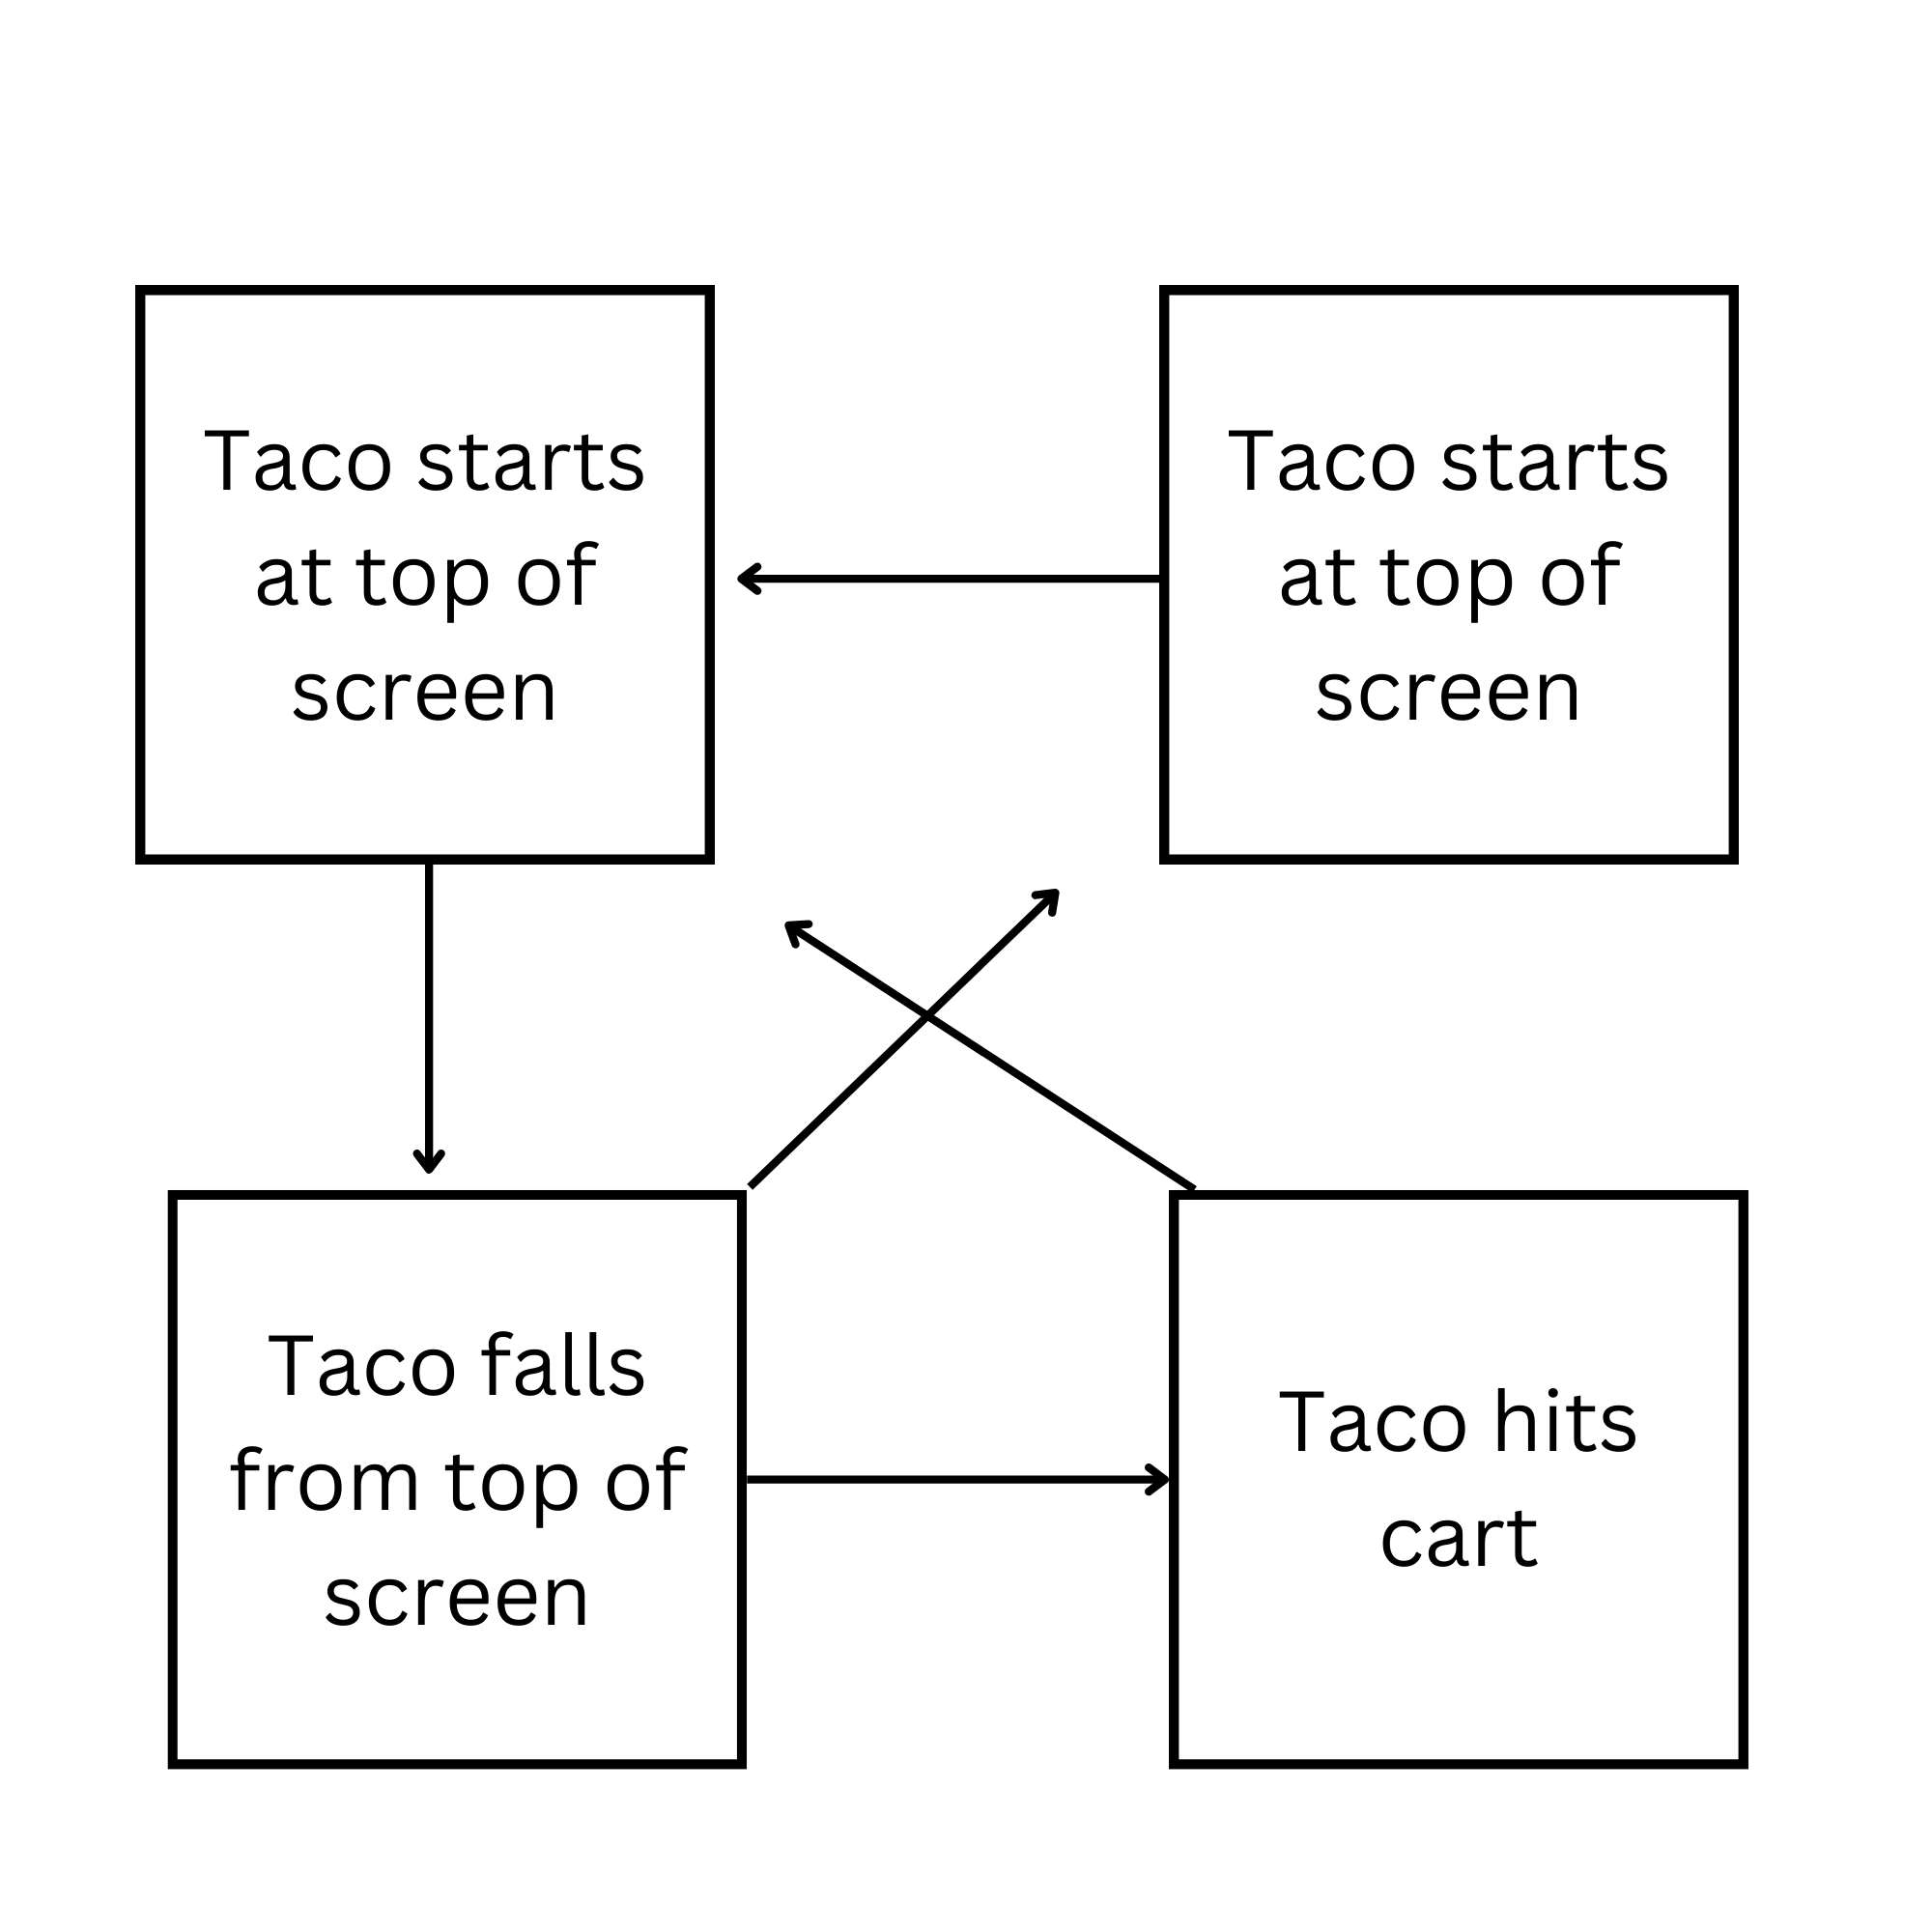 Taco starts
at top of
screen
Taco starts
at top of
screen
Taco falls
from top of
screen
Taco hits
cart